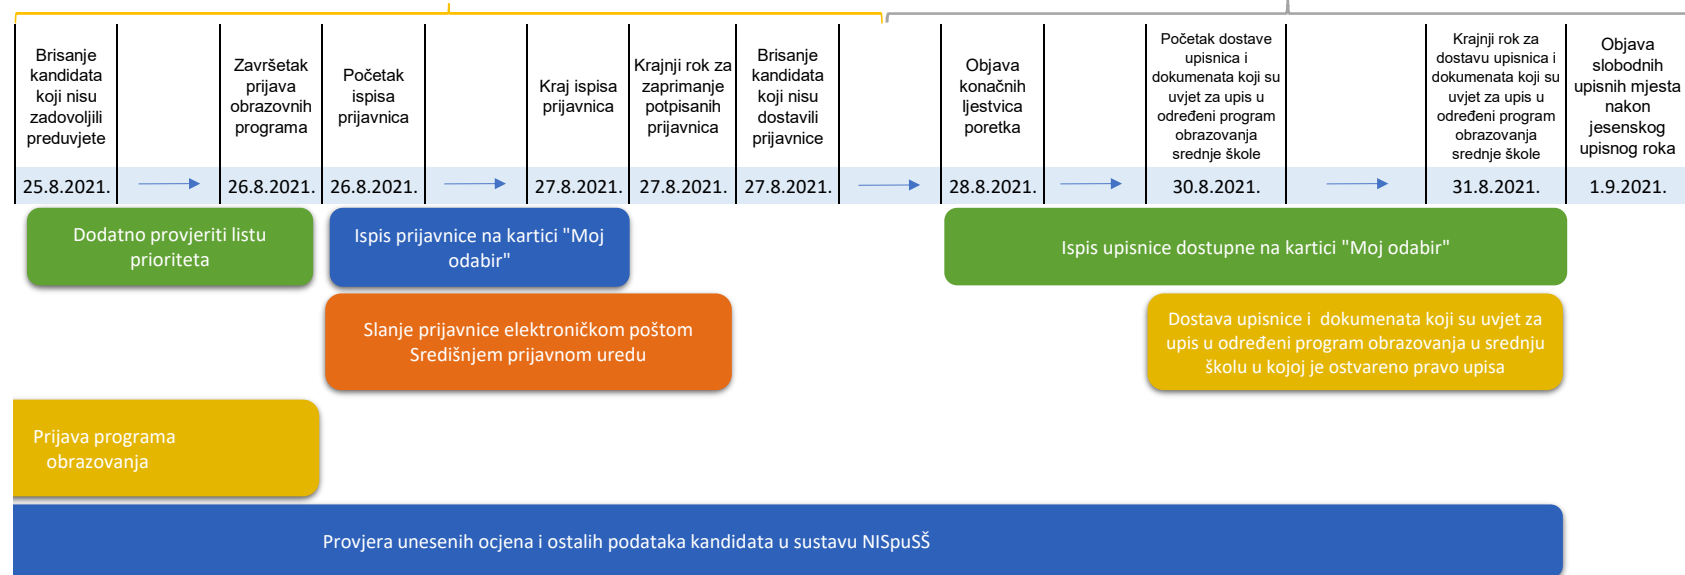 Brisanje
kandidata
koji nisu
zadovoljili
preduvjete
Završetak
prijava
obrazovnih
programa
Početak
ispisa
prijavnica
Kraj ispisa
prijavnica
Krajnji rok za
zaprimanje
potpisanih
prijavnica
Brisanje
kandidata
koji nisu
dostavili
prijavnice
Objava
konačnih
ljestvica
poretka
Početak dostave
upisnica i
dokumenata koji su
uvjet za upis u
određeni program
obrazovanja
srednje škole
Krajnji rok za
dostavu upisnica i
dokumenata koji su
uvjet za upis u
određeni program
obrazovanja
srednje škole
Objava
slobodnih
upisnih mjesta
nakon
jesenskog
upisnog roka
25.8.2021. 26.8.2021. 26.8.2021. 27.8.2021. 27.8.2021. 27.8.2021. 28.8.2021. 30.8.2021. 31.8.2021. 1.9.2021.
Dodatno provjeriti listu
prioriteta
Ispis prijavnice na kartici "Moj
odabir"
Ispis upisnice dostupne na kartici "Moj odabir"
Slanje prijavnice elektroničkom poštom
Središnjem prijavnom uredu
Dostava upisnice i dokumenata koji su uvjet za
upis u određeni program obrazovanja u srednju
školu u kojoj je ostvareno pravo upisa
Prijava programa
obrazovanja
Provjera unesenih ocjena i ostalih podataka kandidata u sustavu NISpuSŠ